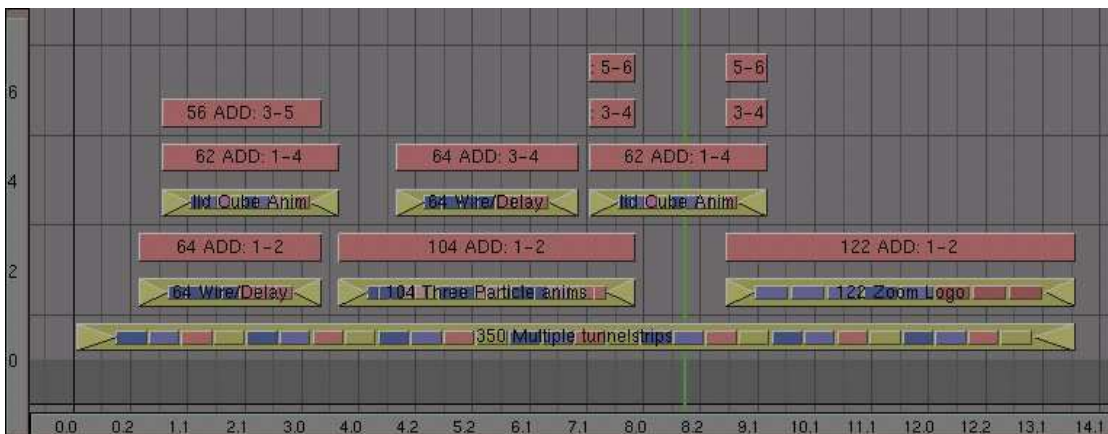 : 5-6 5-6
6
56 ADD: 3-5 : 3-4 3-4
62 ADD: 1-4 64 ADD: 3-4 62 ADD: 1-4
4
lid Cube Anim 64 Wire/Delay lid Cube Anim
64 ADD: 1-2 104 ADD: 1-2 122 ADD: 1-2
2
64 Wire/Delay 104 Three Particle anims 122 Zoom Logo
350 Multiple tunnelstrips
0
0.0 0.2 1.1 2.1 3.0 4.0 4.2 5.2 6.1 7.1 8.0 8.2 9.1 10.1 11.0 12.0 12.2 13.1 14.1